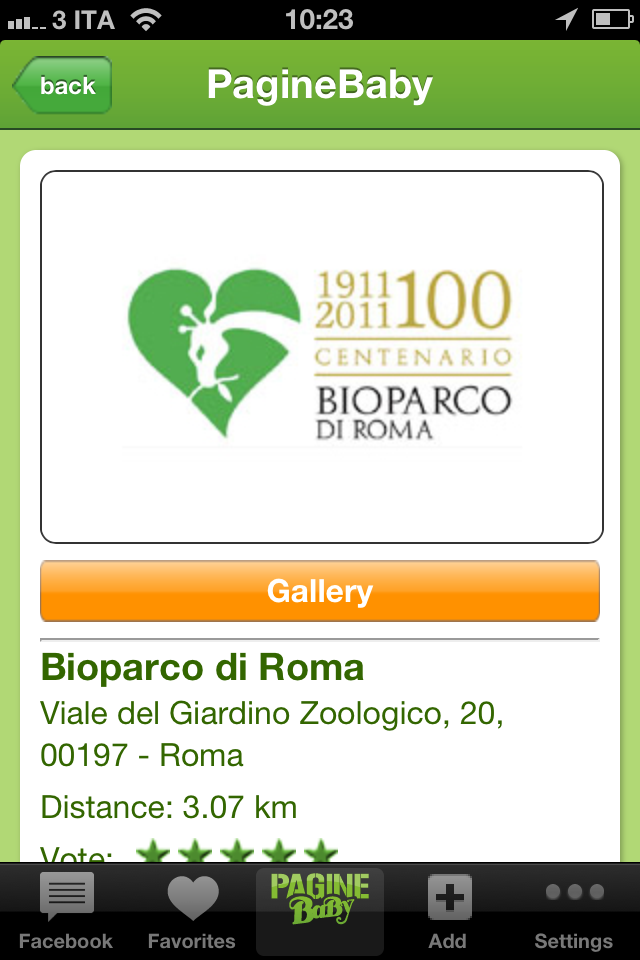 3 ITA 10:23
back PagineBaby
1911
2011 100
CENTENARIO
BIOPARCO
DI ROMA
Gallery
Bioparco di Roma
Viale del Giardino Zoologico, 20,
00197 - Roma
Distance: 3.07 km
Vote:
PAGINE
BaBy
Facebook Favorites Add Settings